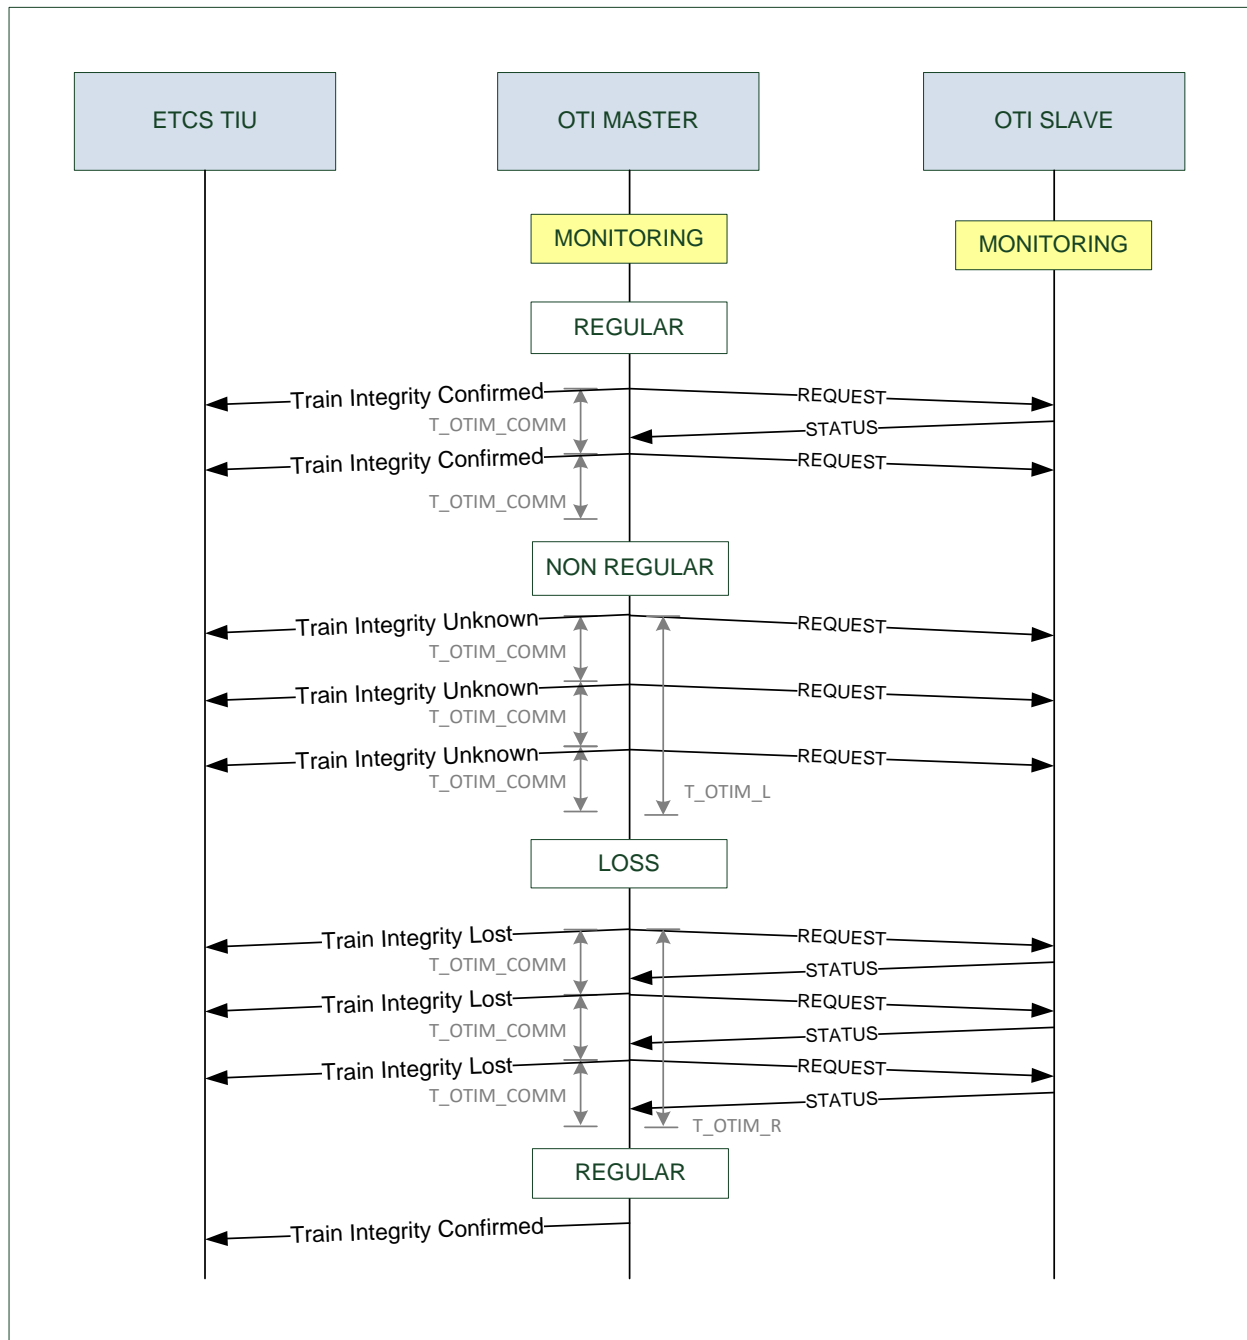 ETCS TIU
OTI MASTER
OTI SLAVE
MONITORING
MONITORING
REGULAR
Train Integrity Confirmed
REQUEST
T_OTIM_COMM
STATUS
Train Integrity Confirmed
REQUEST
T_OTIM_COMM
NON REGULAR
Train Integrity Unknown
REQUEST
T_OTIM_COMM
Train Integrity Unknown
REQUEST
T_OTIM_COMM
Train Integrity Unknown
REQUEST
T_OTIM_COMM
T_OTIM_L
LOSS
Train Integrity Lost
REQUEST
T_OTIM_COMM
STATUS
Train Integrity Lost
REQUEST
T_OTIM_COMM
STATUS
Train Integrity Lost
REQUEST
T_OTIM_COMM
STATUS
T_OTIM_R
REGULAR
Train Integrity Confirmed